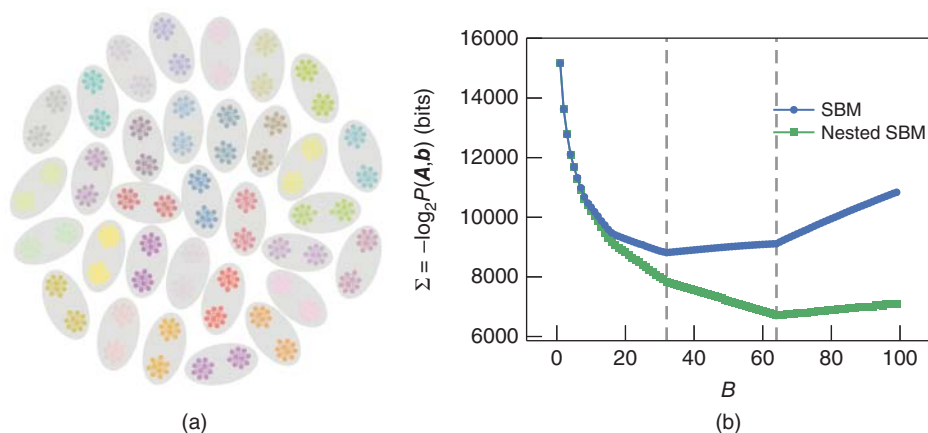 16000
14000
12000
10000
8000
6000
Σ = −log₂P(A,b) (bits)
SBM
Nested SBM
0 20 40 60 80 100
B
(a) (b)